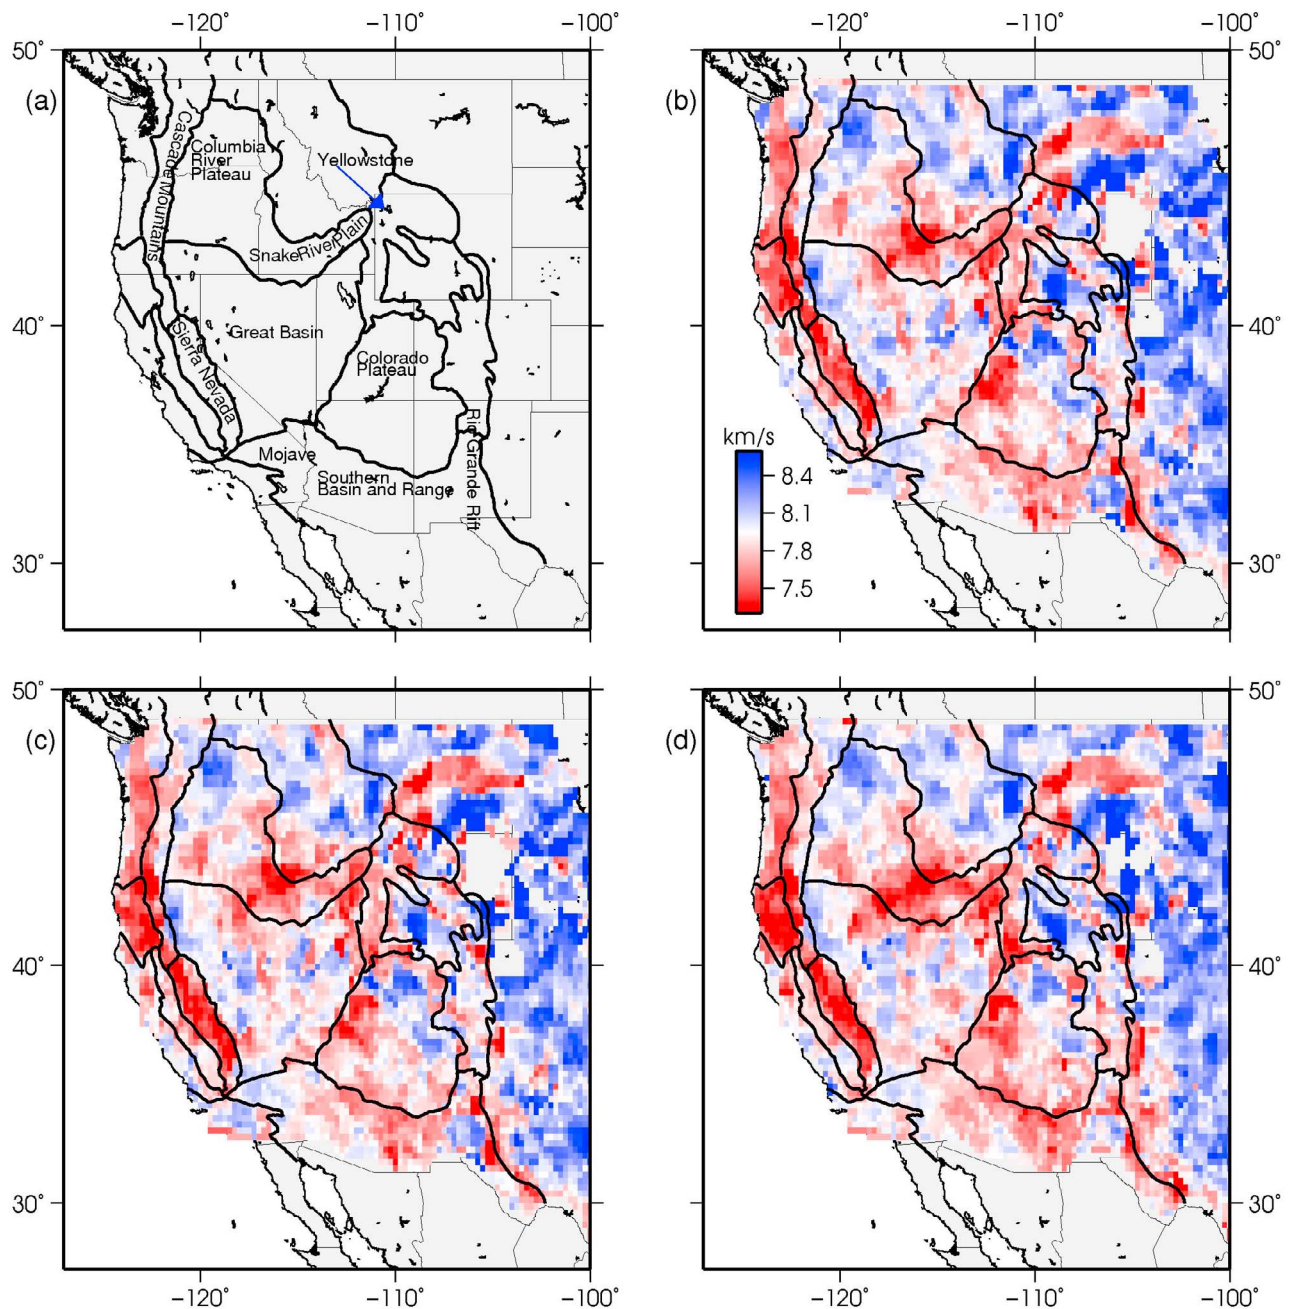 −120° −110° −100° −120° −110° −100°
50°
(a)
Cascade Mountains
Columbia
River
Plateau
Yellowstone
SnakeRiverPlain
40°
Great Basin
Sierra Nevada
Colorado
Plateau
Mojave
Southern
Basin and Range
Rio Grande Rift
30°
(b)
50°
40°
km/s
8.4
8.1
7.8
7.5
30°
50°
(c)
40°
30°
−120° −110° −100°
(d)
50°
40°
30°
−120° −110° −100°